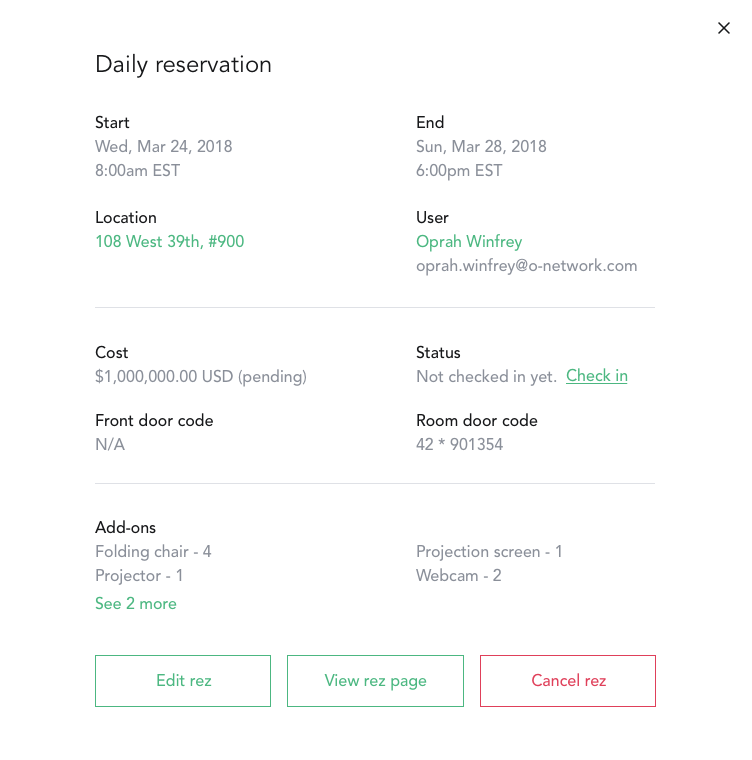 Daily reservation
Start
Wed, Mar 24, 2018
8:00am EST
End
Sun, Mar 28, 2018
6:00pm EST
Location
108 West 39th, #900
User
Oprah Winfrey
oprah.winfrey@o-network.com
Cost
$1,000,000.00 USD (pending)
Status
Not checked in yet. Check in
Front door code
N/A
Room door code
42 * 901354
Add-ons
Folding chair - 4
Projector - 1
Projection screen - 1
Webcam - 2
See 2 more
Edit rez
View rez page
Cancel rez